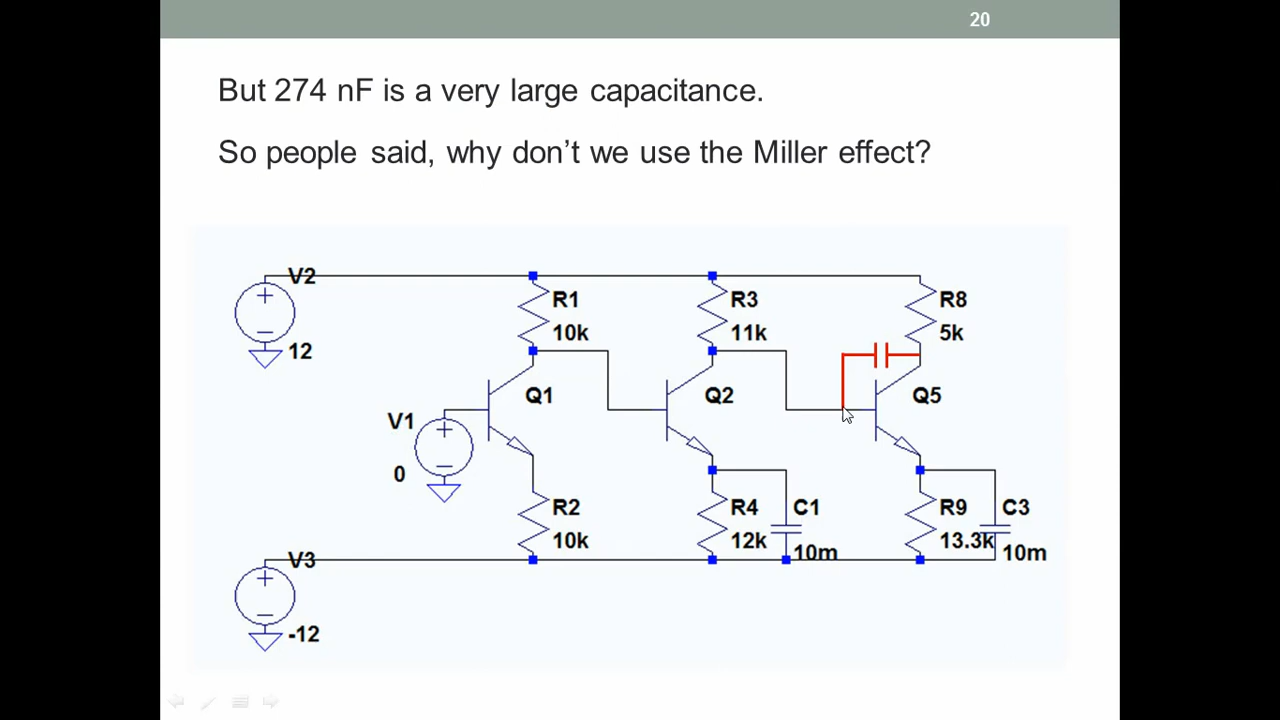 20
But 274 nF is a very large capacitance.
So people said, why don’t we use the Miller effect?
V2
12
R1
10k
R3
11k
R8
5k
Q1
Q2
Q5
V1
0
R2
10k
R4
12k
C1
10m
R9
13.3k
C3
10m
V3
-12